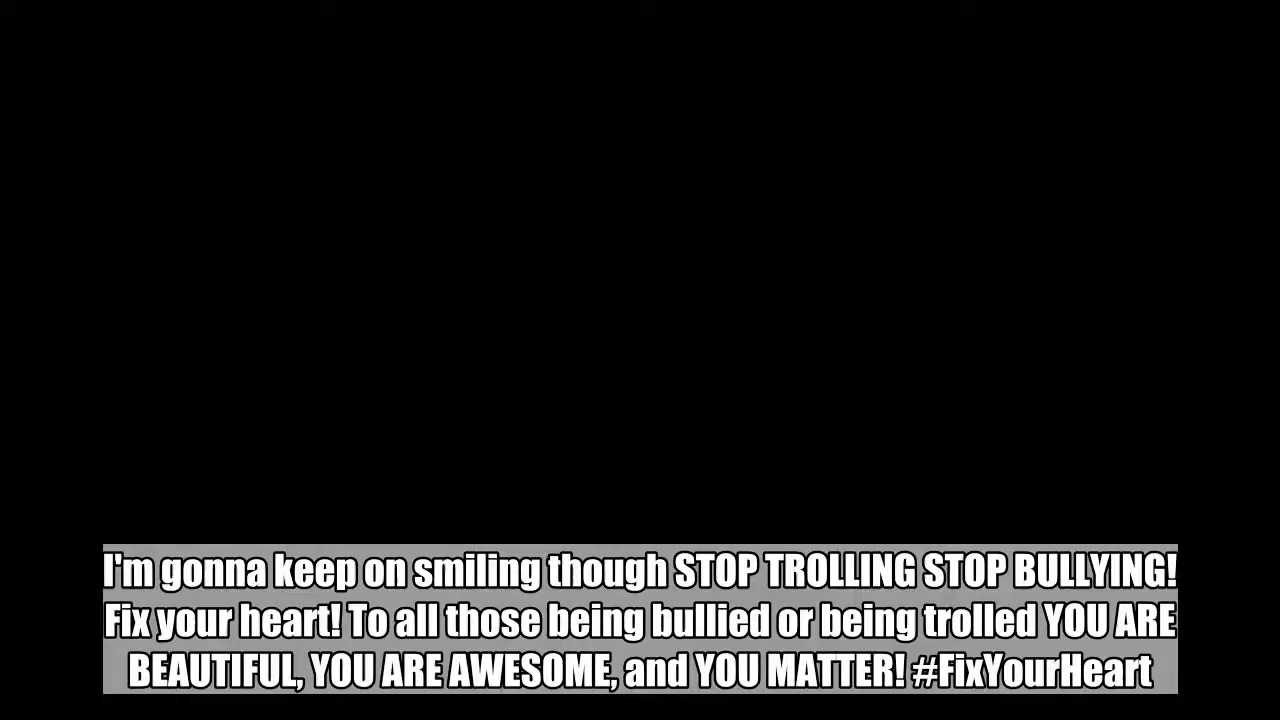 I'm gonna keep on smiling though STOP TROLLING STOP BULLYING!
Fix your heart! To all those being bullied or being trolled YOU ARE
BEAUTIFUL, YOU ARE AWESOME, and YOU MATTER! #FixYourHeart